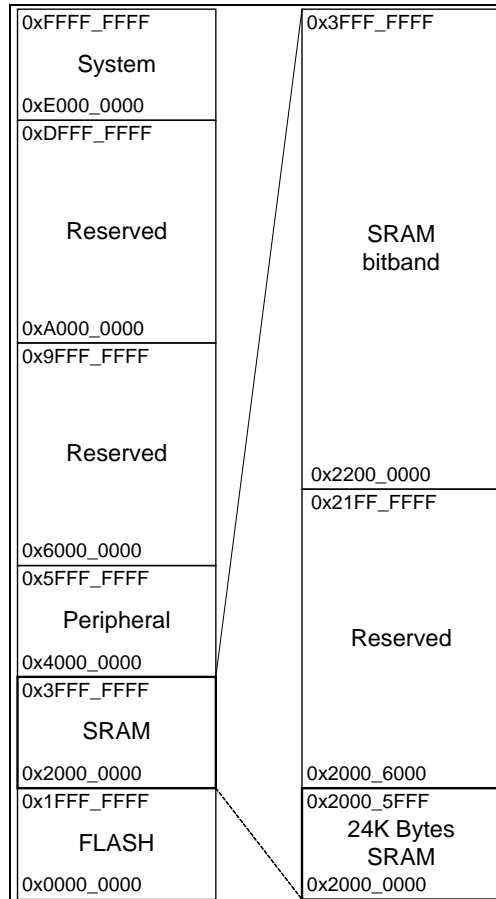 0xFFFF_FFFF
System
0xE000_0000
0xDFFF_FFFF
Reserved
0xA000_0000
0x9FFF_FFFF
Reserved
0x6000_0000
0x5FFF_FFFF
Peripheral
0x4000_0000
0x3FFF_FFFF
SRAM
0x2000_0000
0x1FFF_FFFF
FLASH
0x0000_0000
0x3FFF_FFFF
SRAM
bitband
0x2200_0000
0x21FF_FFFF
Reserved
0x2000_6000
0x2000_5FFF
24K Bytes
SRAM
0x2000_0000